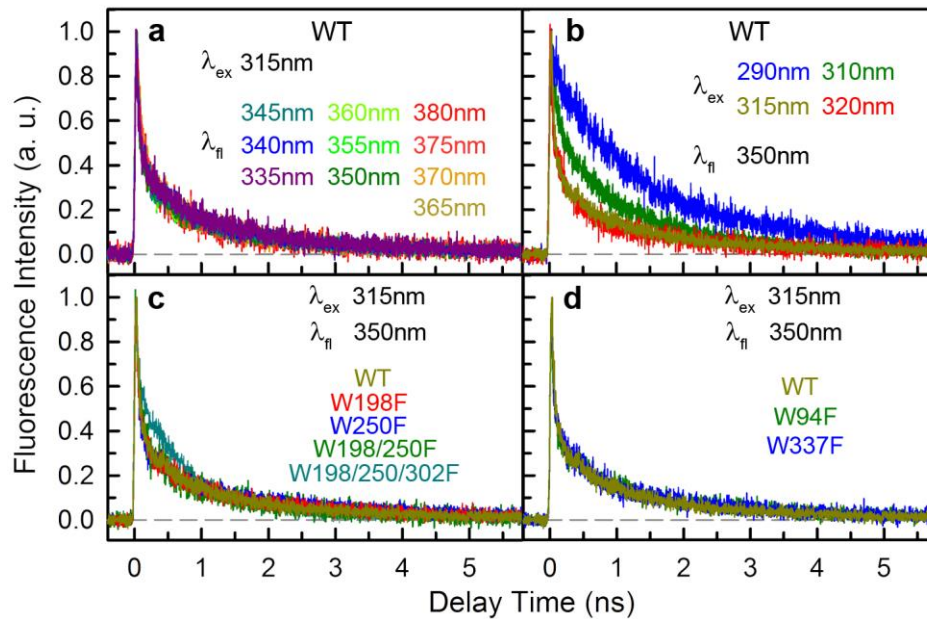 a WT
λex 315nm
345nm 360nm 380nm
λfl 340nm 355nm 375nm
335nm 350nm 370nm
365nm
b WT
290nm 310nm
λex
315nm 320nm
λfl 350nm
c λex 315nm
λfl 350nm
WT
W198F
W250F
W198/250F
W198/250/302F
d λex 315nm
λfl 350nm
WT
W94F
W337F
Fluorescence Intensity (a. u.)
1.0
0.8
0.6
0.4
0.2
0.0
1.0
0.8
0.6
0.4
0.2
0.0
0 1 2 3 4 5 0 1 2 3 4 5
Delay Time (ns)